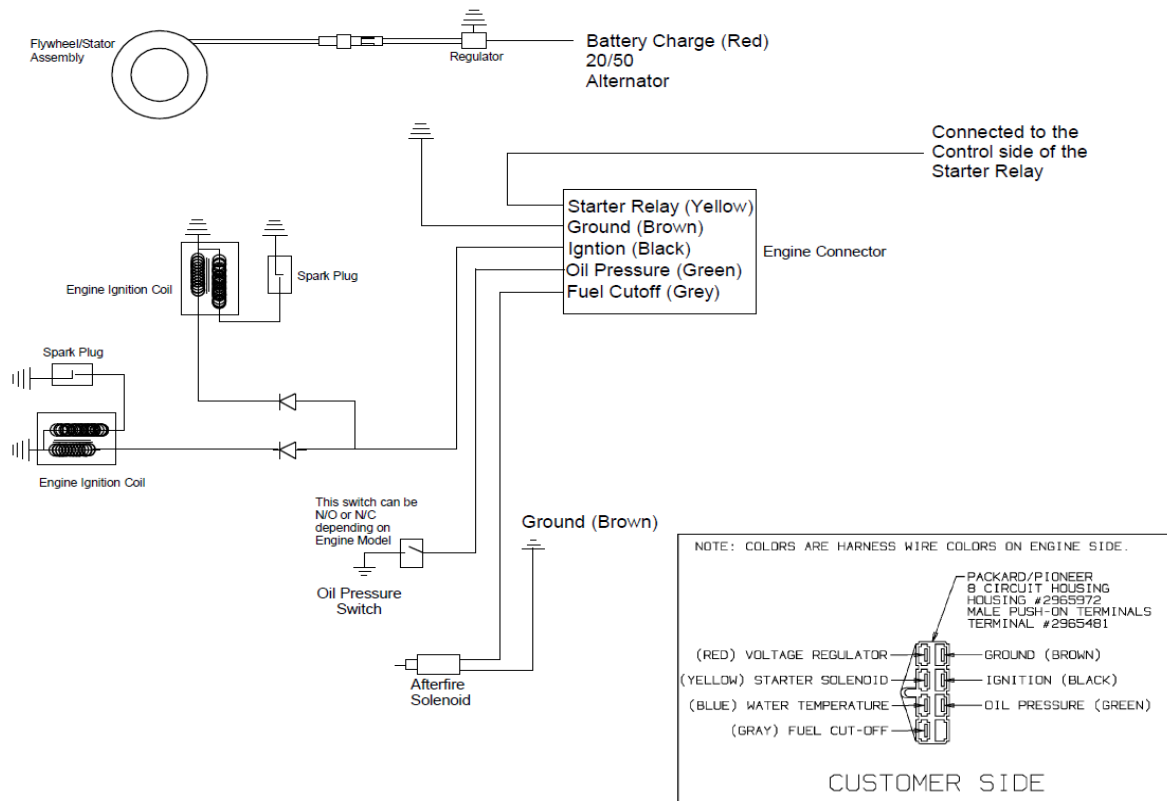 Flywheel/Stator
Assembly
Regulator
Battery Charge (Red)
20/50
Alternator
Connected to the
Control side of the
Starter Relay
Starter Relay (Yellow)
Ground (Brown)
Igntion (Black)
Oil Pressure (Green)
Fuel Cutoff (Grey)
Engine Connector
Engine Ignition Coil
Spark Plug
Spark Plug
Engine Ignition Coil
This switch can be
N/O or N/C
depending on
Engine Model
Oil Pressure
Switch
Ground (Brown)
Afterfire
Solenoid
NOTE: COLORS ARE HARNESS WIRE COLORS ON ENGINE SIDE.
PACKARD/PIONEER
8 CIRCUIT HOUSING
HOUSING #2965972
MALE PUSH-ON TERMINALS
TERMINAL #2965481
(RED) VOLTAGE REGULATOR
GROUND (BROWN)
(YELLOW) STARTER SOLENOID
IGNITION (BLACK)
(BLUE) WATER TEMPERATURE
OIL PRESSURE (GREEN)
(GRAY) FUEL CUT-OFF
CUSTOMER SIDE